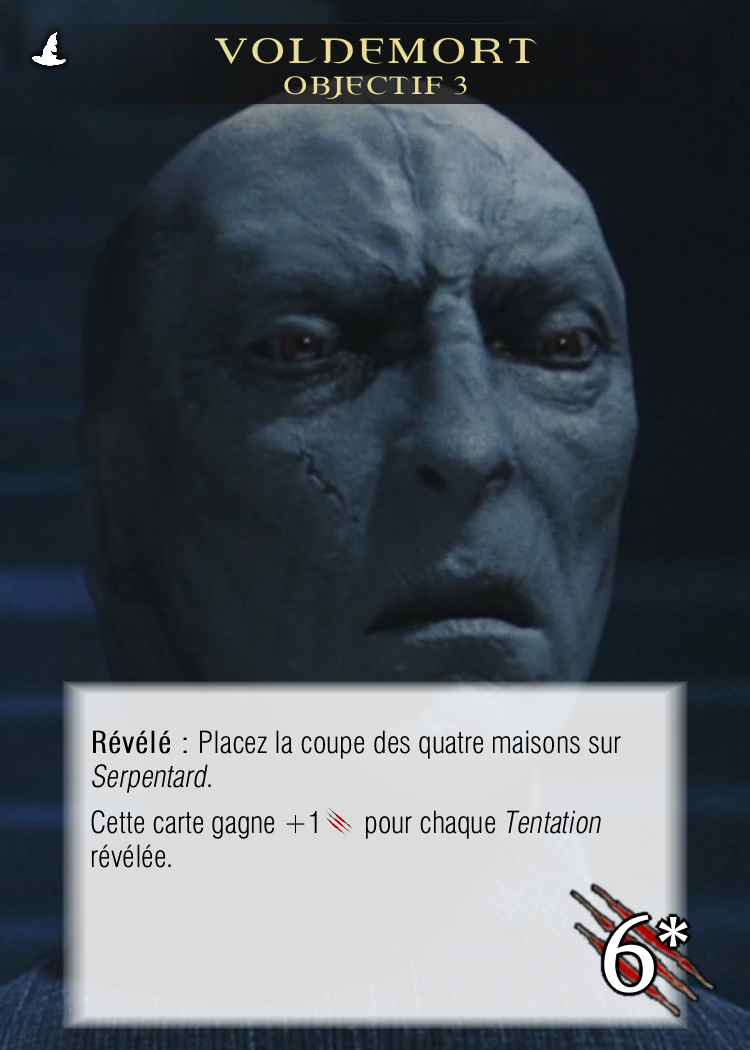 VOLDEMORT
OBJECTIF 3
Révélé : Placez la coupe des quatre maisons sur
Serpentard.
Cette carte gagne +1 pour chaque Tentation
révélée.
6*